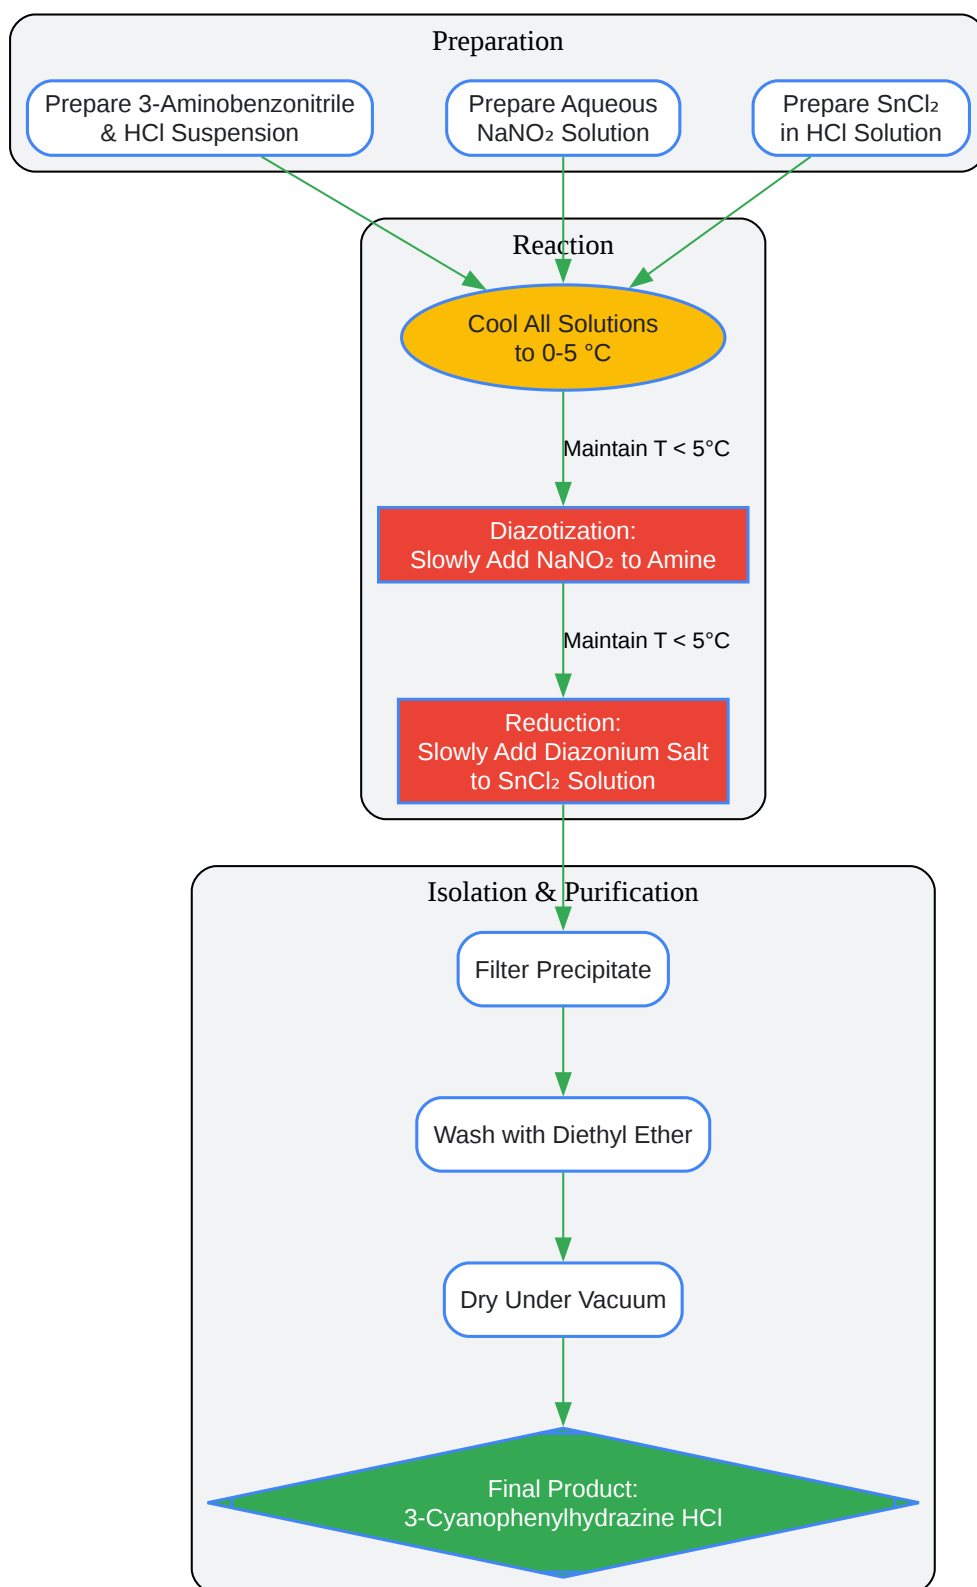 Preparation
Prepare 3-Aminobenzonitrile
& HCl Suspension
Prepare Aqueous
NaNO₂ Solution
Prepare SnCl₂
in HCl Solution
Reaction
Cool All Solutions
to 0-5 °C
Maintain T < 5°C
Diazotization:
Slowly Add NaNO₂ to Amine
Maintain T < 5°C
Reduction:
Slowly Add Diazonium Salt
to SnCl₂ Solution
Isolation & Purification
Filter Precipitate
Wash with Diethyl Ether
Dry Under Vacuum
Final Product:
3-Cyanophenylhydrazine HCl